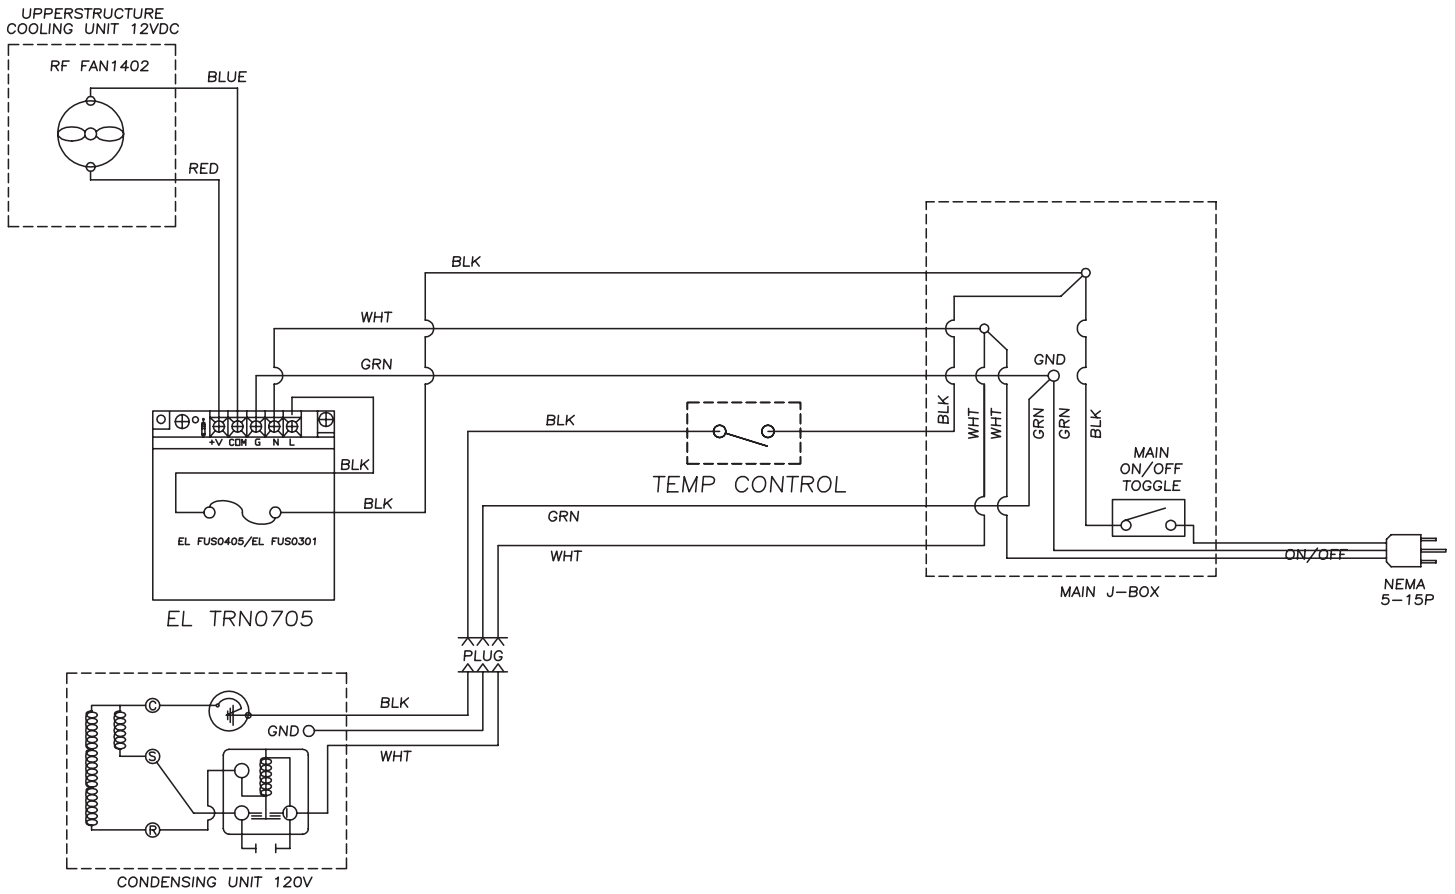 UPPERSTRUCTURE
COOLING UNIT 12VDC
RF FAN1402
BLUE
RED
BLK
WHT
GRN
GND
BLK
BLK
WHT
WHT
GRN
GRN
BLK
+V COM G N L
BLK
BLK
TEMP CONTROL
MAIN
ON/OFF
TOGGLE
GRN
EL FUS0405/EL FUS0301
WHT
ON/OFF
NEMA
5-15P
MAIN J-BOX
EL TRN0705
PLUG
C
BLK
GND
S
WHT
R
CONDENSING UNIT 120V